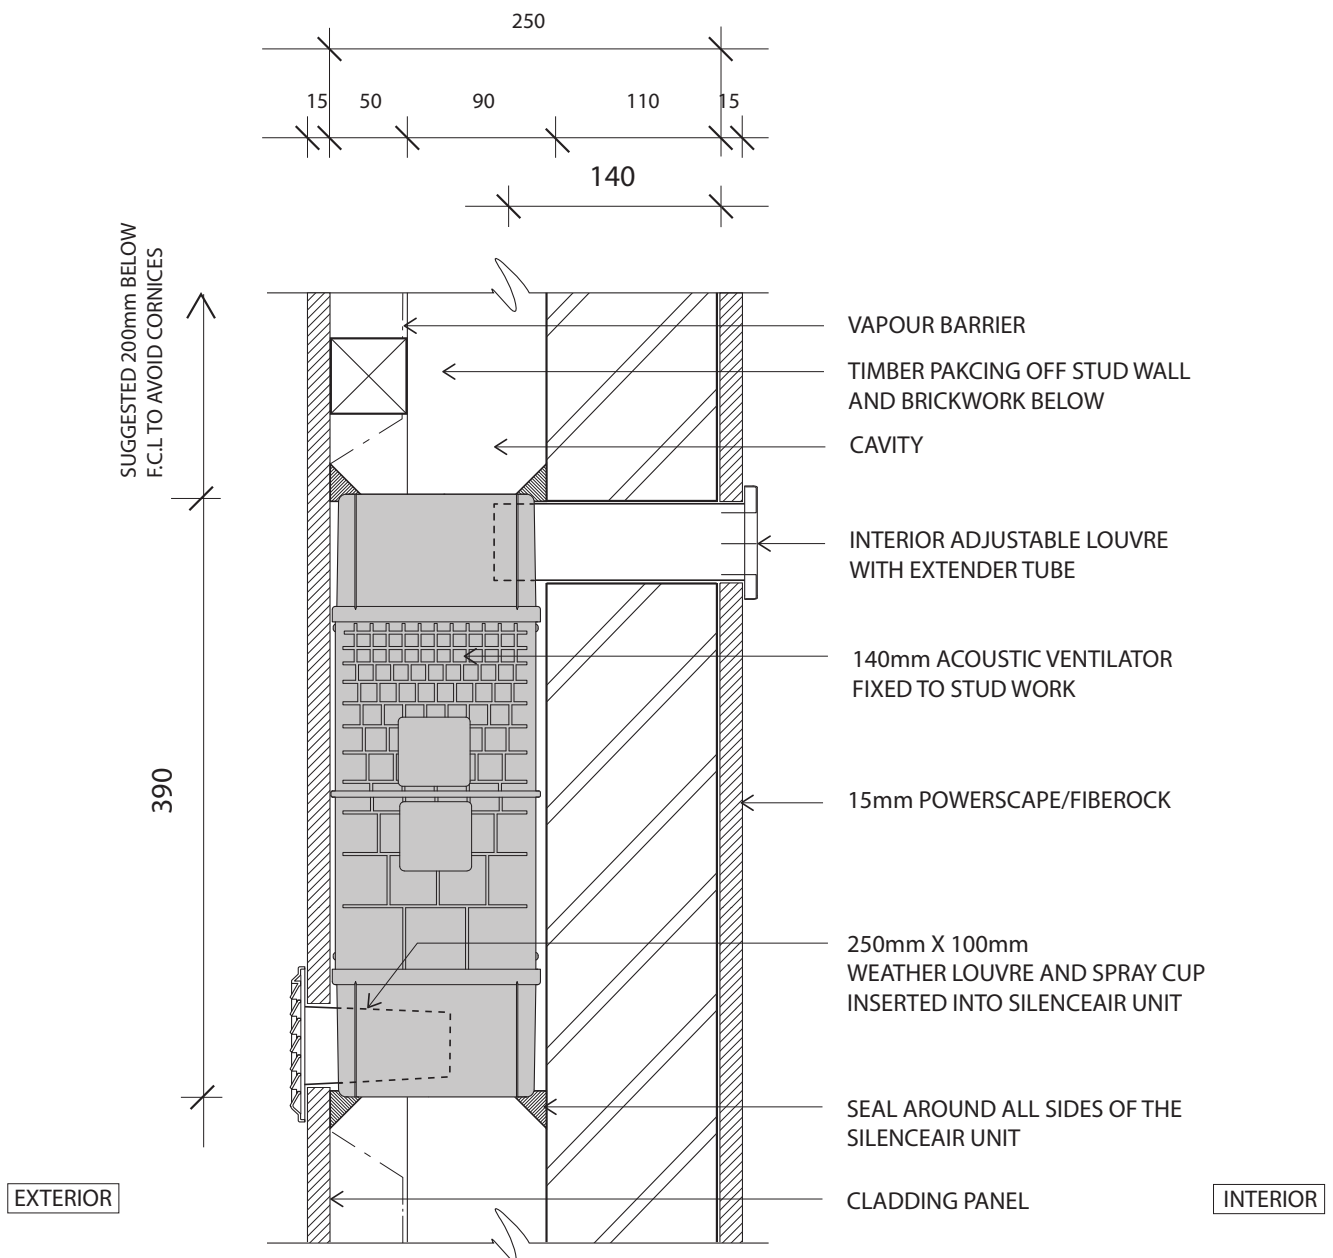 250
15 50 90 110 15
140
SUGGESTED 200mm BELOW
F.C.L TO AVOID CORNICES
VAPOUR BARRIER
TIMBER PAKCING OFF STUD WALL
AND BRICKWORK BELOW
CAVITY
INTERIOR ADJUSTABLE LOUVRE
WITH EXTENDER TUBE
140mm ACOUSTIC VENTILATOR
FIXED TO STUD WORK
390
15mm POWERSCAPE/FIBEROCK
250mm X 100mm
WEATHER LOUVRE AND SPRAY CUP
INSERTED INTO SILENCEAIR UNIT
SEAL AROUND ALL SIDES OF THE
SILENCEAIR UNIT
EXTERIOR
CLADDING PANEL
INTERIOR